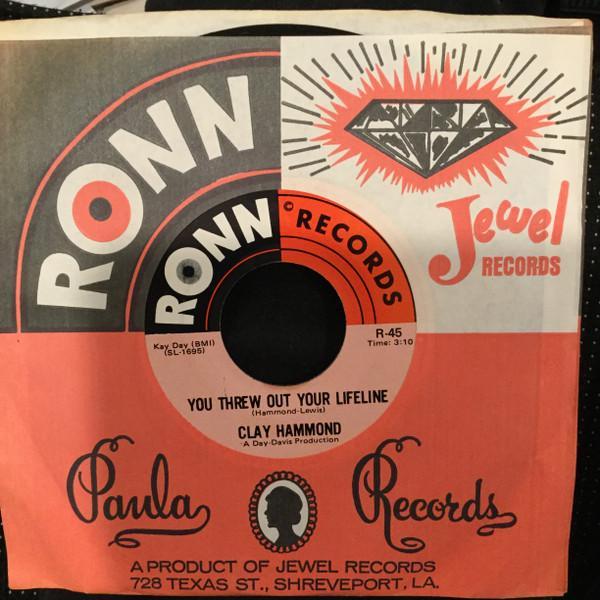 RONN
Jewel
RECORDS
RONN
© RECORDS
Kay Day (BMI)
(SL-1695)
R-45
Time: 3:10
YOU THREW OUT YOUR LIFELINE
(Hammond-Lewis)
CLAY HAMMOND
A Day-Davis Production
Paula Records
A PRODUCT OF JEWEL RECORDS
728 TEXAS ST., SHREVEPORT, LA.